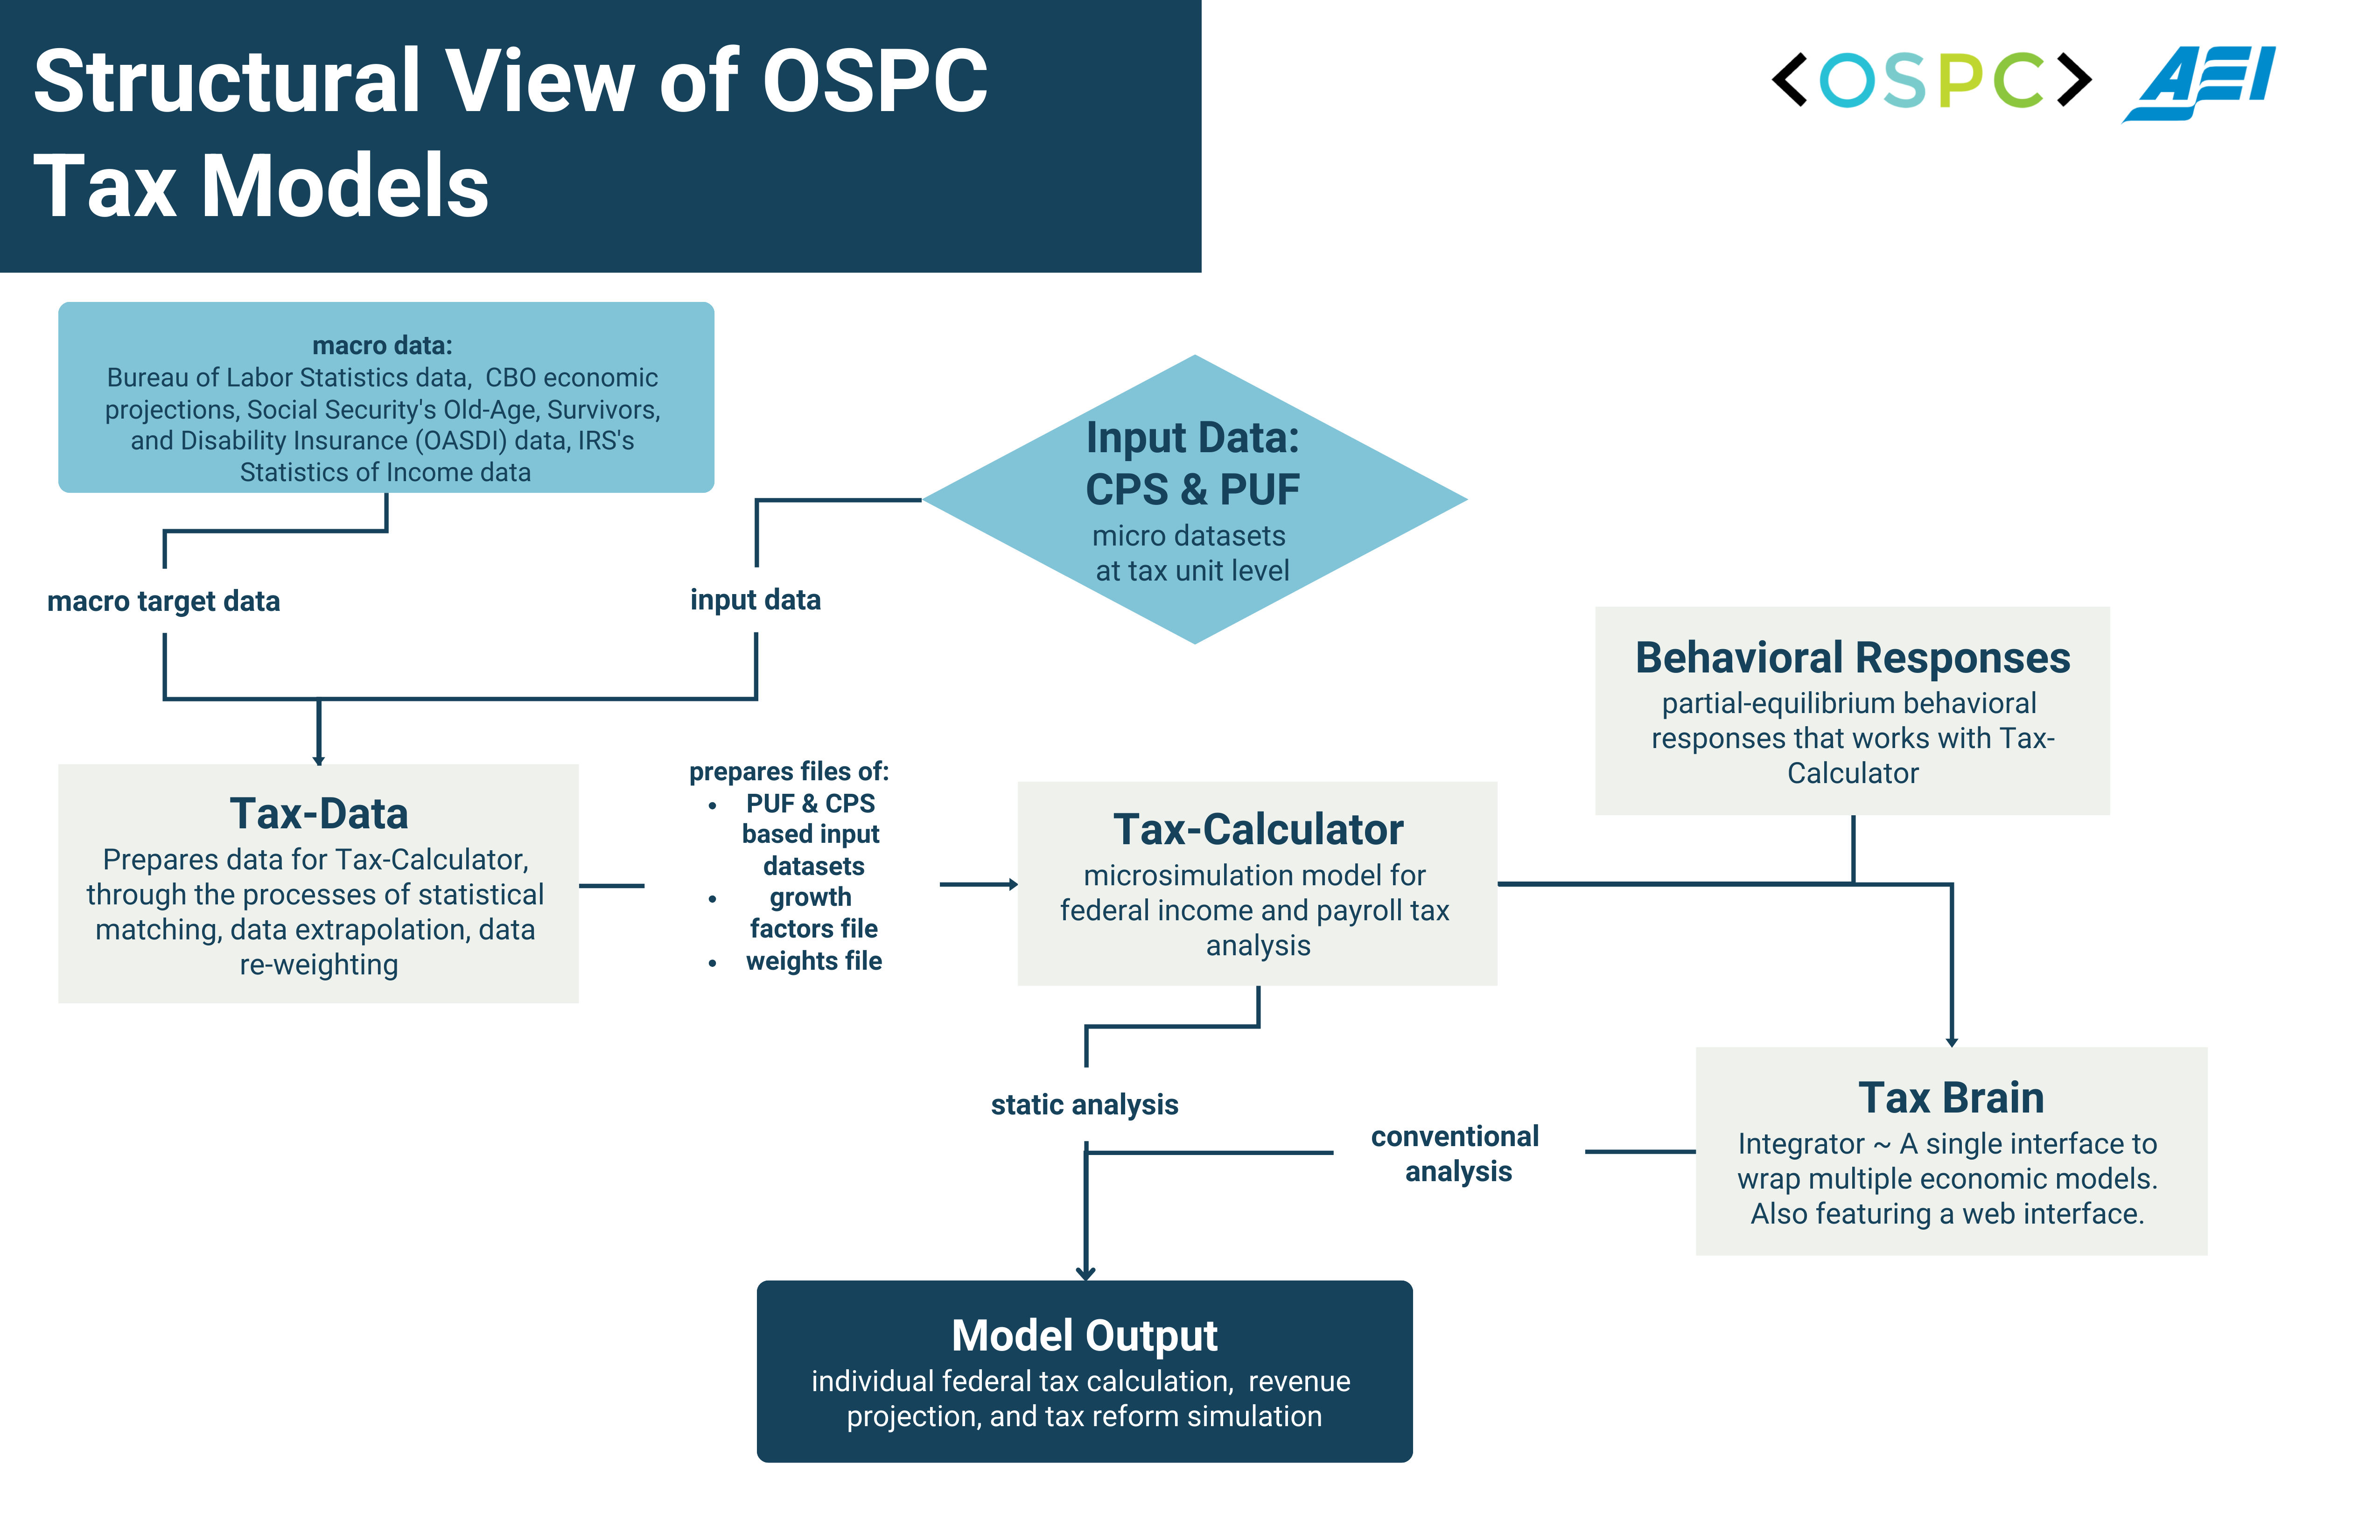 Structural View of OSPC
Tax Models
<OSPC>
AEI
macro data:
Bureau of Labor Statistics data,  CBO economic
projections, Social Security's Old-Age, Survivors,
and Disability Insurance (OASDI) data, IRS's
Statistics of Income data
Input Data:
CPS & PUF
micro datasets
at tax unit level
macro target data
input data
Behavioral Responses
partial-equilibrium behavioral
responses that works with Tax-
Calculator
Tax-Data
Prepares data for Tax-Calculator,
through the processes of statistical
matching, data extrapolation, data
re-weighting
prepares files of:
• PUF & CPS
based input
datasets
• growth
factors file
• weights file
Tax-Calculator
microsimulation model for
federal income and payroll tax
analysis
static analysis
conventional
analysis
Tax Brain
Integrator ~ A single interface to
wrap multiple economic models.
Also featuring a web interface.
Model Output
individual federal tax calculation,  revenue
projection, and tax reform simulation